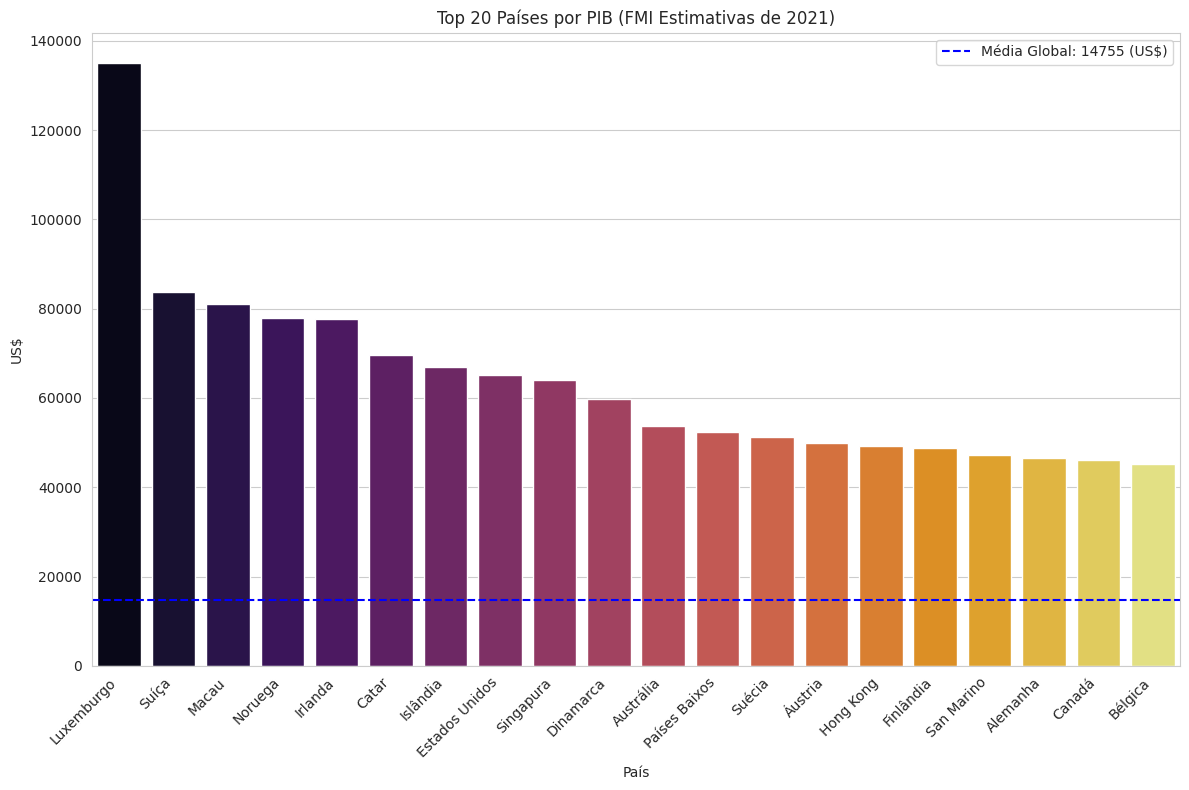 Top 20 Países por PIB (FMI Estimativas de 2021)
Média Global: 14755 (US$)
US$
140000
120000
100000
80000
60000
40000
20000
0
Luxemburgo
Suíça
Macau
Noruega
Irlanda
Catar
Islândia
Estados Unidos
Singapura
Dinamarca
Austrália
Países Baixos
Suécia
Áustria
Hong Kong
Finlândia
San Marino
Alemanha
Canadá
Bélgica
País